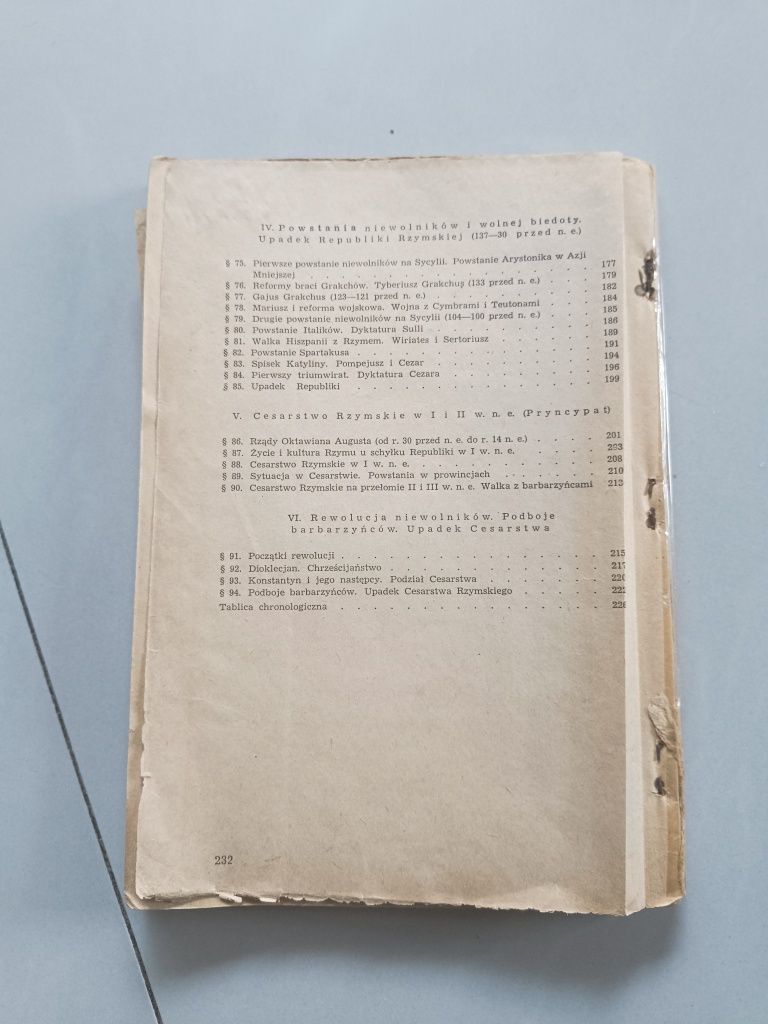 IV. Powstania niewolników i wolnej biedoty.
Upadek Republiki Rzymskiej (137—30 przed n. e.)
§ 75. Pierwsze powstanie niewolników na Sycylii. Powstanie Arystonika w Azji
Mniejszej . . . . . . . . . . . . . . . . 177
§ 76. Reformy braci Grakchów. Tyberiusz Grakchus (133 przed n. e.) . . . 179
§ 77. Gajus Grakchus (123—121 przed n. e.) . . . . . . . . . 182
§ 78. Mariusz i reforma wojskowa. Wojna z Cymbrami i Teutonami . . . 184
§ 79. Drugie powstanie niewolników na Sycylii (104—100 przed n. e.) . . . 185
§ 80. Powstanie Italików. Dyktatura Sulli . . . . . . . . . 186
§ 81. Walka Hiszpanii z Rzymem. Wiriates i Sertoriusz . . . . . 189
§ 82. Powstanie Spartakusa . . . . . . . . . . . . . 191
§ 83. Spisek Katyliny. Pompejusz i Cezar . . . . . . . . . 194
§ 84. Pierwszy triumwirat. Dyktatura Cezara . . . . . . . . 196
§ 85. Upadek Republiki . . . . . . . . . . . . . 199
V. Cesarstwo Rzymskie w I i II w. n. e. (Pryncypat)
§ 86. Rządy Oktawiana Augusta (od r. 30 przed n. e. do r. 14 n. e.) . . . . 201
§ 87. Życie i kultura Rzymu u schyłku Republiki w I w. n. e. . . . . 203
§ 88. Cesarstwo Rzymskie w I w. n. e. . . . . . . . . . . 208
§ 89. Sytuacja w Cesarstwie. Powstania w prowincjach . . . . . . 210
§ 90. Cesarstwo Rzymskie na przełomie II i III w. n. e. Walka z barbarzyńcami 213
VI. Rewolucja niewolników. Podboje
barbarzyńców. Upadek Cesarstwa
§ 91. Początki rewolucji . . . . . . . . . . . . . . 215
§ 92. Dioklecjan. Chrześcijaństwo . . . . . . . . . . . . 217
§ 93. Konstantyn i jego następcy. Podział Cesarstwa . . . . . . . 220
§ 94. Podboje barbarzyńców. Upadek Cesarstwa Rzymskiego . . . . . 222
Tablica chronologiczna . . . . . . . . . . . . . . . 226
232